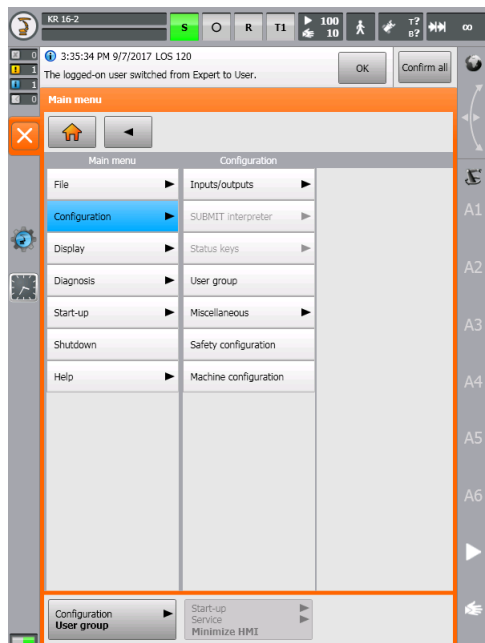 KR 16-2
S O R T1 100 10 T? B? ∞
0
1
1
0
3:35:34 PM 9/7/2017 LOS 120
The logged-on user switched from Expert to User.
OK
Confirm all
Main menu
Main menu
Configuration
File
Configuration
Display
Diagnosis
Start-up
Shutdown
Help
Inputs/outputs
SUBMIT interpreter
Status keys
User group
Miscellaneous
Safety configuration
Machine configuration
A1
A2
A3
A4
A5
A6
Configuration
User group
Start-up
Service
Minimize HMI